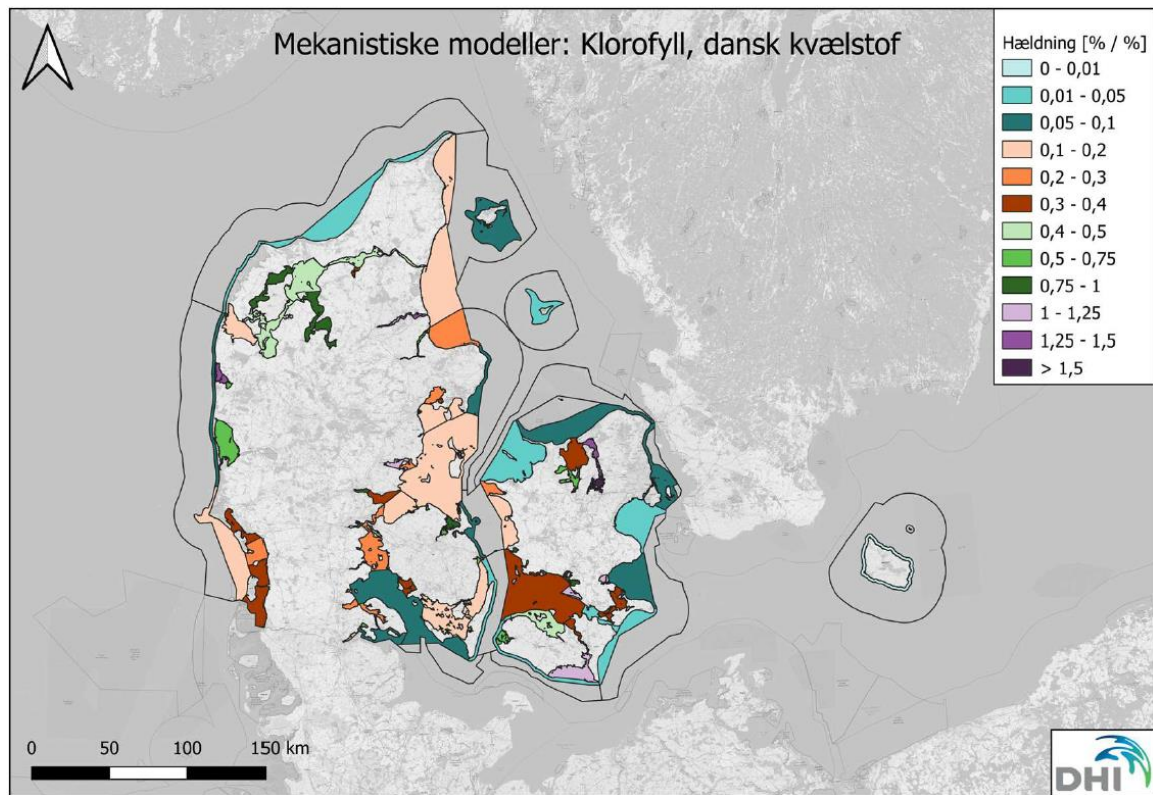 Mekanistiske modeller: Klorofyll, dansk kvælstof
Hældning [% / %]
0 - 0,01
0,01 - 0,05
0,05 - 0,1
0,1 - 0,2
0,2 - 0,3
0,3 - 0,4
0,4 - 0,5
0,5 - 0,75
0,75 - 1
1 - 1,25
1,25 - 1,5
> 1,5
0 50 100 150 km
DHI